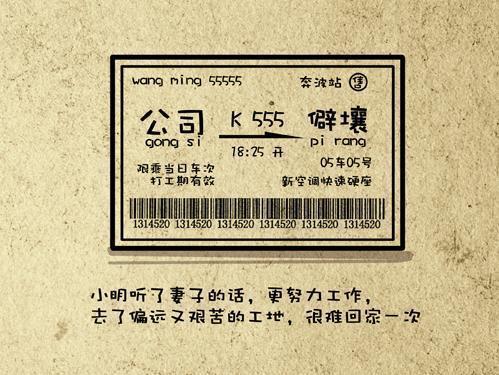 wang ming 55555 奔波站 售
公司 K 555 僻壤
gong si pi rang
18:25 开
限乘当日车次 05车05号
打工期有效 新空调快速硬座
1314520 1314520 1314520 1314520 1314520 1314520
小明听了妻子的话，更努力工作，
去了偏远又艰苦的工地，很难回家一次